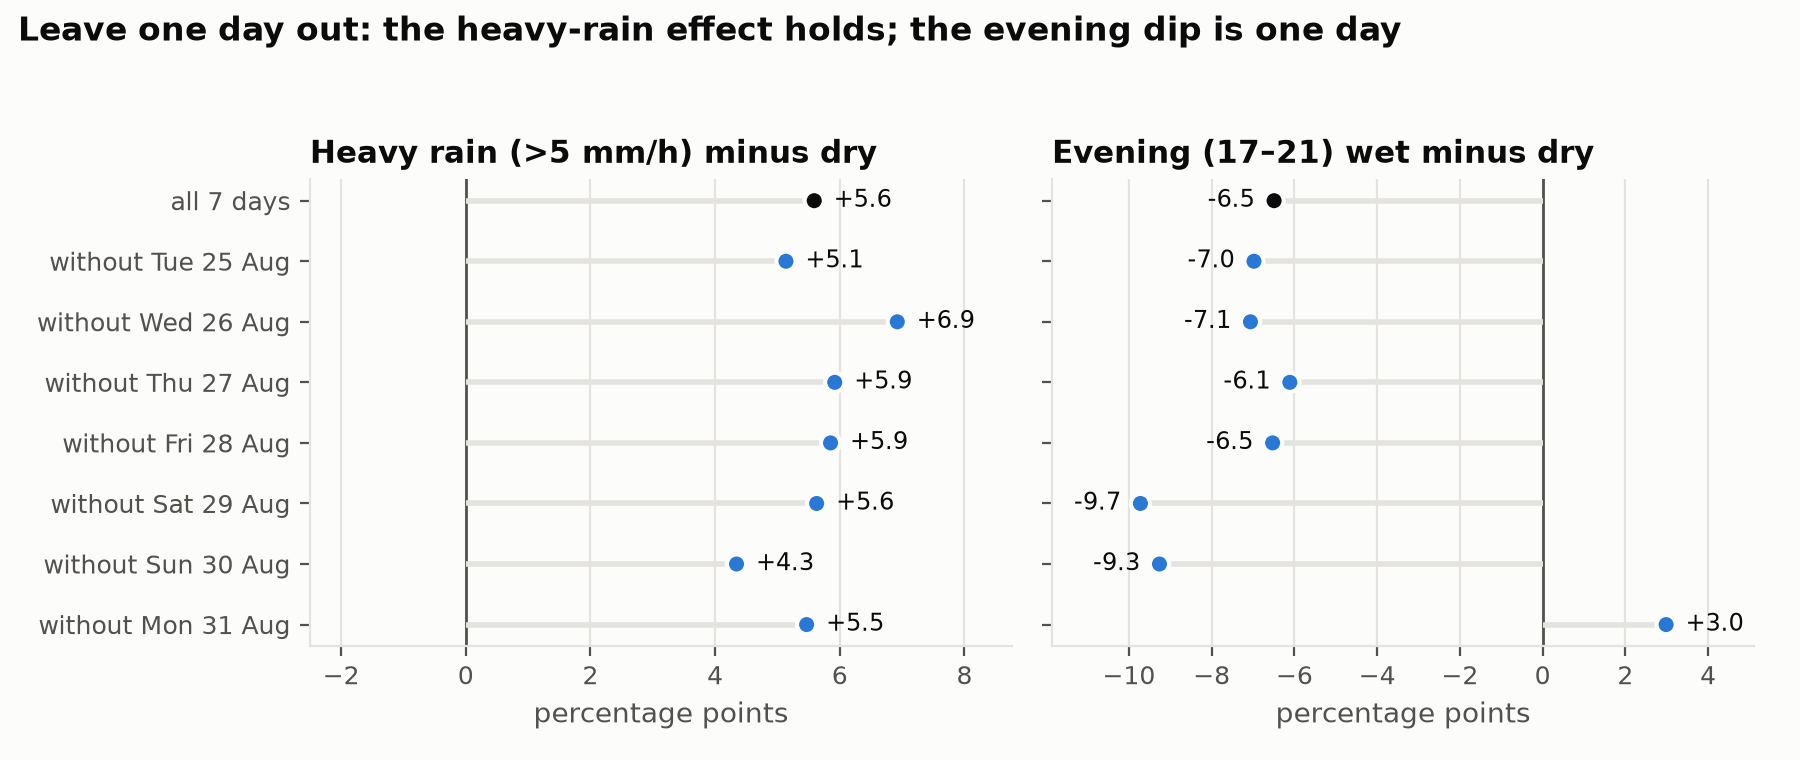 Leave one day out: the heavy-rain effect holds; the evening dip is one day
Heavy rain (>5 mm/h) minus dry
all 7 days
+5.6
without Tue 25 Aug
+5.1
without Wed 26 Aug
+6.9
without Thu 27 Aug
+5.9
without Fri 28 Aug
+5.9
without Sat 29 Aug
+5.6
without Sun 30 Aug
+4.3
without Mon 31 Aug
+5.5
−2 0 2 4 6 8
percentage points
Evening (17–21) wet minus dry
-6.5
-7.0
-7.1
-6.1
-6.5
-9.7
-9.3
+3.0
−10 −8 −6 −4 −2 0 2 4
percentage points